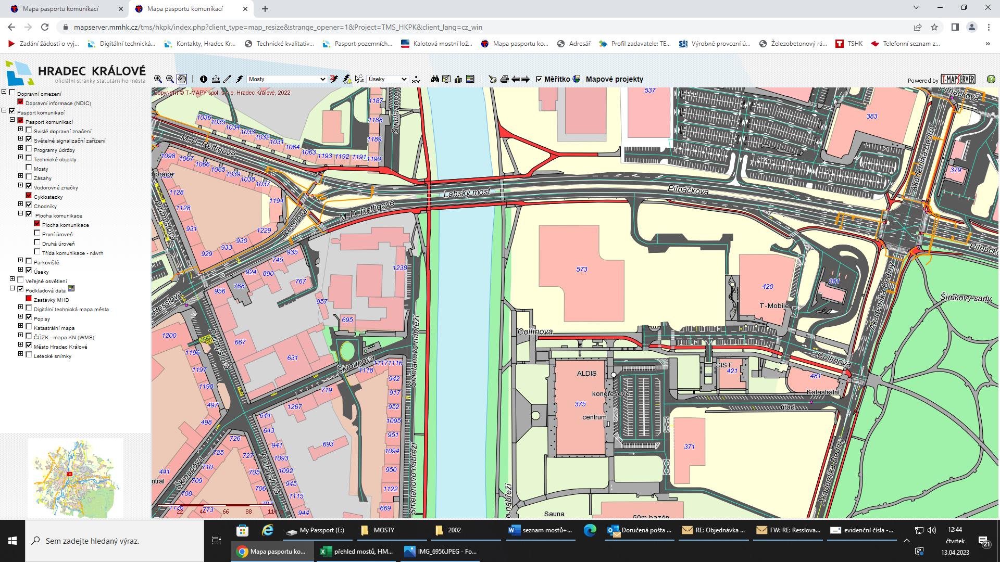 Mapa pasportu komunikací
Mapa pasportu komunikací
mapserver.mmhk.cz/tms/hkpk/index.php?client_type=map_resize&strange_opener=1&Project=TMS_HKPK&client_lang=cz_win
Zadání žádosti o vyj...
Digitální technická...
Kontakty, Hradec Kr...
Technické kvalitativ...
Pasport pozemních...
Kalotová mostní lož...
Mapa pasportu ko...
Adresář
Profil zadavatele: TE...
Výrobně provozní ú...
Železobetonový rá...
TSHK
Telefonní seznam z...
»
HRADEC KRÁLOVÉ
oficiální stránky statutárního města
Mosty
Úseky
Měřítko
Mapové projekty
Powered by T-MAPSERVER
Copyright © T-MAPY spol. s r. o. Hradec Králové, 2022
Dopravní omezení
Dopravní informace (NDIC)
Pasport komunikací
Pasport komunikací
Svislé dopravní značení
Světelné signalizační zařízení
Programy údržby
Technické objekty
Mosty
Zásahy
Vodorovné značky
Cyklostezky
Chodníky
Plocha komunikace
Plocha komunikace
První úroveň
Druhá úroveň
Třída komunikace - návrh
Parkoviště
Úseky
Veřejné osvětlení
Podkladová data
Zastávky MHD
Digitální technická mapa města
Popisy
Katastrální mapa
ČÚZK - mapa KN (WMS)
Město Hradec Králové
Letecké snímky
1187
537
Pilnáčkova
1036
1035
1034
1033
1032
1031
1064
1063
1193
1192
1191
1190
1188
1189
Smetanovo n
383
Akademika Bedrny
379
M. D. Rettigové
1098
1067
1066
1065
1039
1038
1037
práce
1128
1128
1194
Labský most
Pilnáčkova
M. D. Rettigové
Resslova
Průmyslová
931
1229
930
933
929
935
745
924
890
768
767
1238
573
420
381
Pilnáčko
T-Mobile
Akademika Bedrny
Šimkovy sady
956
957
695
Resslova
1200
667
631
Průmyslová
1196
1197
1198
497
498
Škroupova
1117
1116
1118
942
917
952
1095
951
1094
950
1122
669
719
1267
644
643
941
1093
1092
945
1115
944
693
726
725
727
710
705
709
706
708
707
441
1126
773
ntrál
Škroupova
Průmyslová
Smetanovo nábřeží
Smetanovo nábřeží
o nábřeží
Collinova
Collinova
ALDIS
kongresové
375
centrum
GIST
421
481
Katastrální
úřad
371
Akademika Bedrny
Sauna
50m bazén
0 22 44 66 88 110 m
Sem zadejte hledaný výraz.
My Passport (E:)
MOSTY
2002
seznam mostů+...
Doručená pošta ...
RE: Objednávka ...
FW: RE: Resslova...
evidenční čísla -...
Mapa pasportu ko...
přehled mostů, HM...
IMG_6956.JPEG - Fo...
12:44
čtvrtek
13.04.2023
21